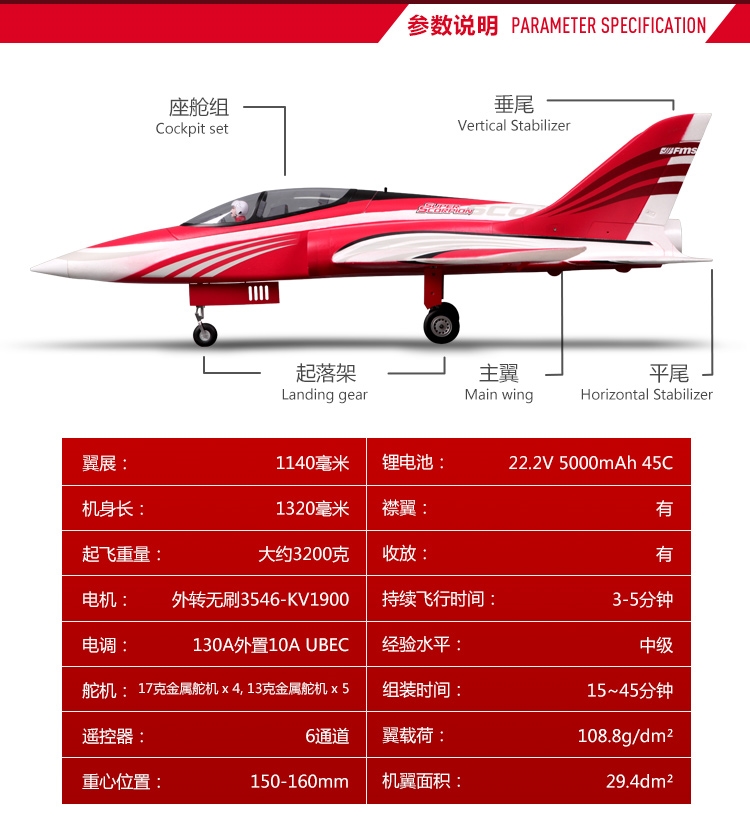 参数说明 PARAMETER SPECIFICATION
座舱组
Cockpit set
垂尾
Vertical Stabilizer
FMS
SUPER
SCORPION
起落架
Landing gear
主翼
Main wing
平尾
Horizontal Stabilizer
翼展： 1140毫米
锂电池： 22.2V 5000mAh 45C
机身长： 1320毫米
襟翼： 有
起飞重量： 大约3200克
收放： 有
电机： 外转无刷3546-KV1900
持续飞行时间： 3-5分钟
电调： 130A外置10A UBEC
经验水平： 中级
舵机： 17克金属舵机 x 4, 13克金属舵机 x 5
组装时间： 15~45分钟
遥控器： 6通道
翼载荷： 108.8g/dm²
重心位置： 150-160mm
机翼面积： 29.4dm²